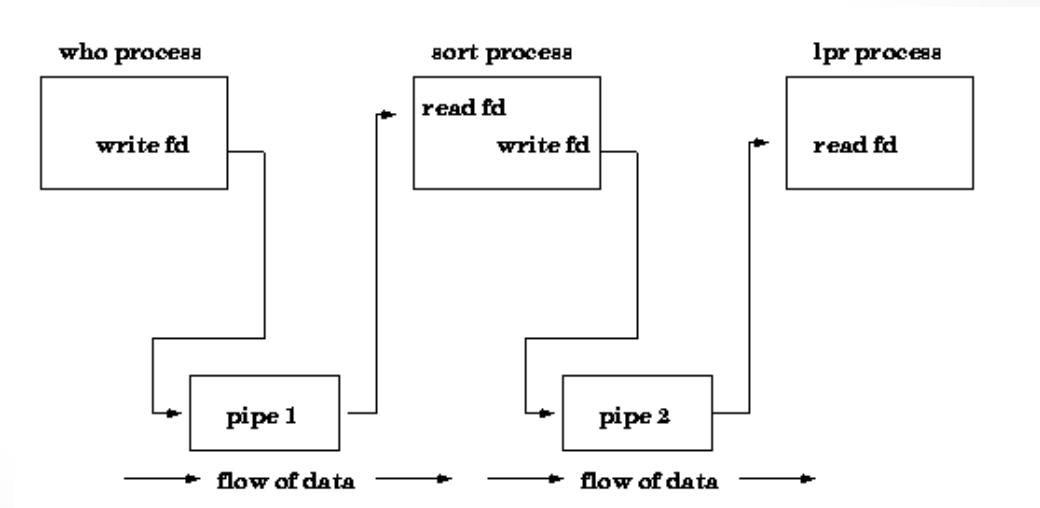 who process
sort process
lpr process
read fd
write fd
write fd
read fd
pipe 1
pipe 2
flow of data
flow of data